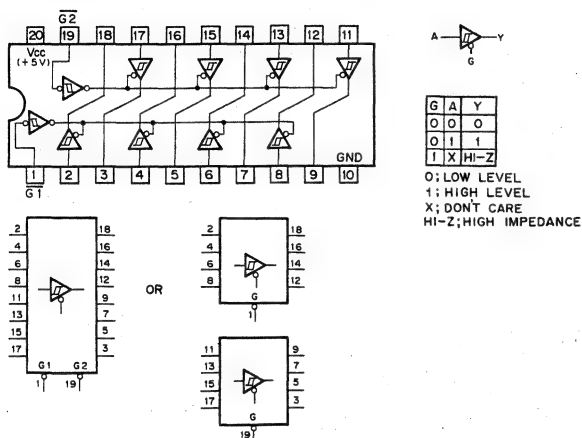 G2
20 19 18 17 16 15 14 13 12 11
Vcc
(+5V)
GND
1 2 3 4 5 6 7 8 9 10
G1
A Y
G
G A Y
0 0 0
0 1 1
1 X HI-Z
0; LOW LEVEL
1; HIGH LEVEL
X; DON'T CARE
HI-Z; HIGH IMPEDANCE
2 18
4 16
6 14
8 12
11 9
13 7
15 5
17 3
G1 G2
1 19
OR
2 18
4 16
6 14
8 12
G
1
11 9
13 7
15 5
17 3
G
19